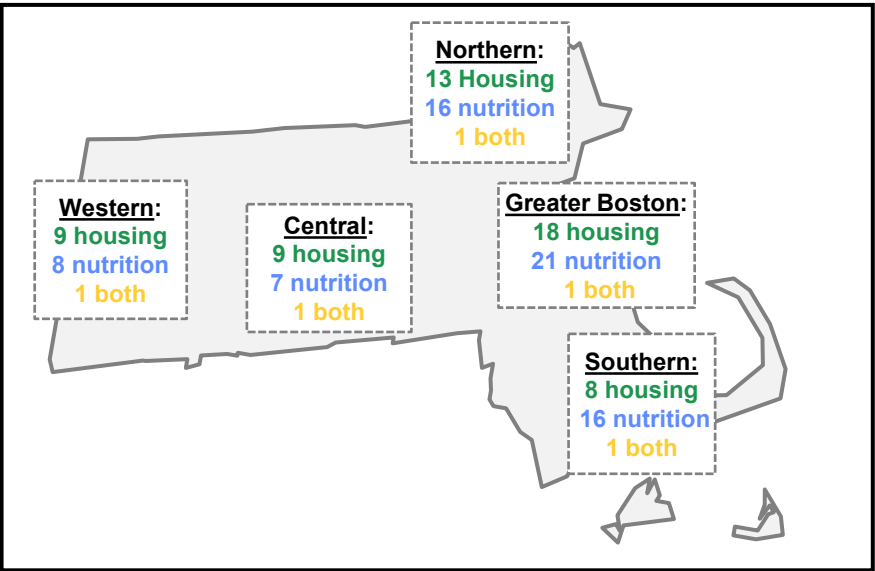 Northern:
13 Housing
16 nutrition
1 both
Western:
9 housing
8 nutrition
1 both
Central:
9 housing
7 nutrition
1 both
Greater Boston:
18 housing
21 nutrition
1 both
Southern:
8 housing
16 nutrition
1 both